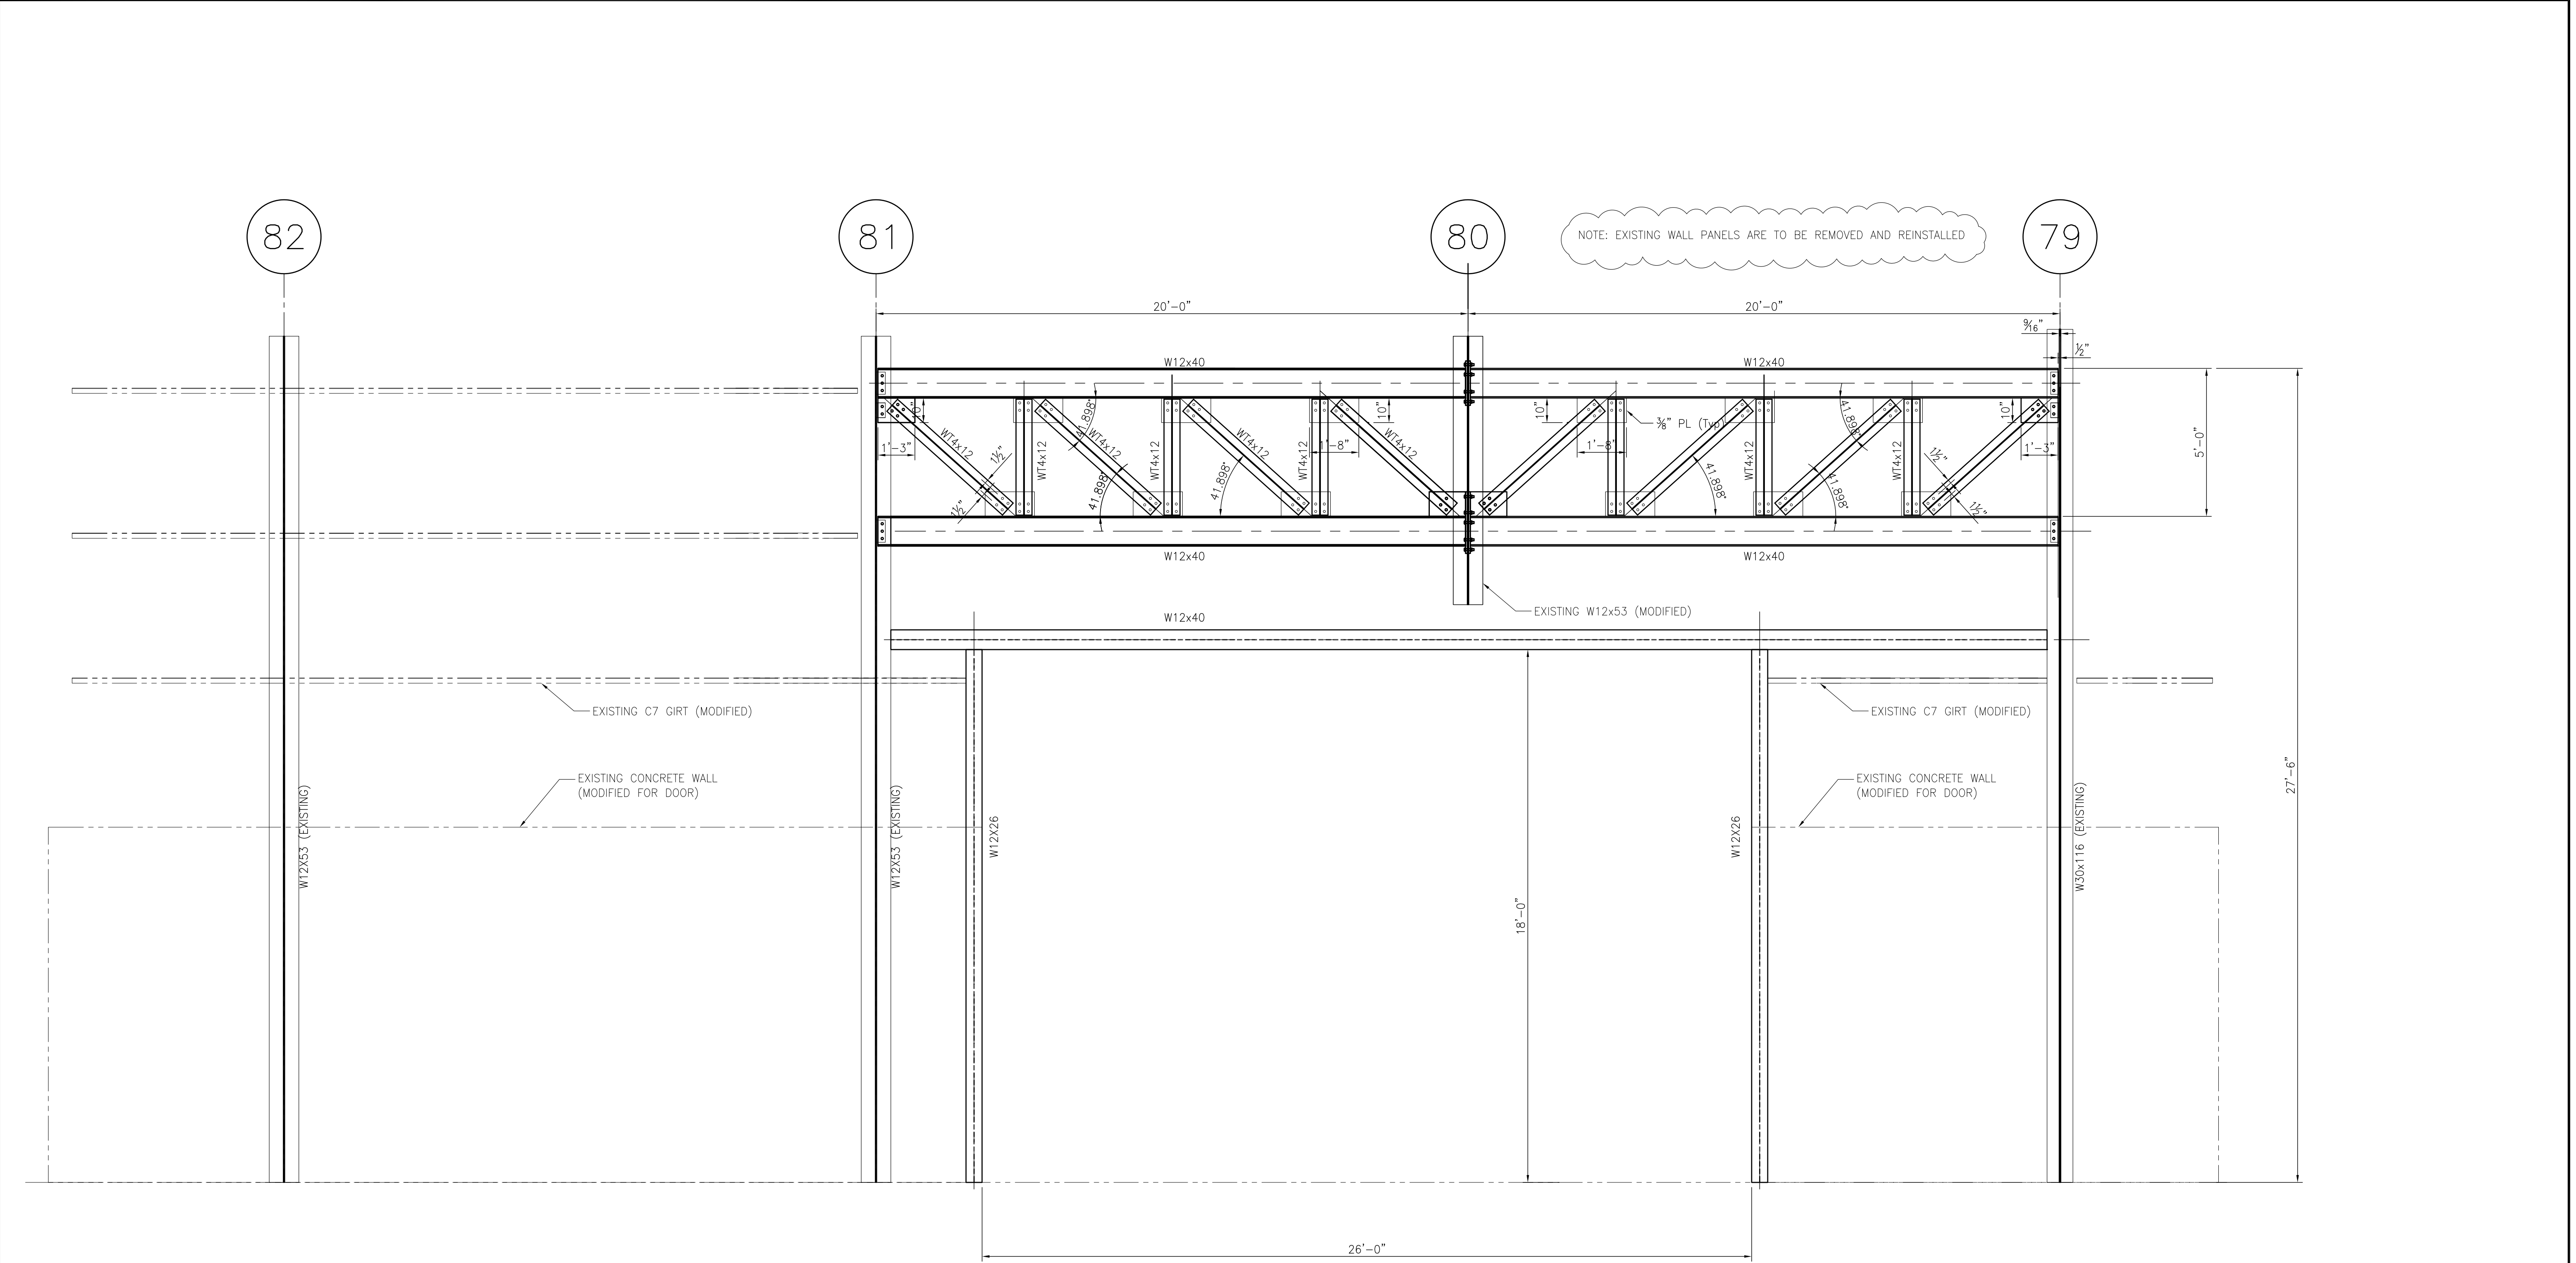 82
81
80
79
NOTE: EXISTING WALL PANELS ARE TO BE REMOVED AND REINSTALLED
20'-0"
20'-0"
9/16"
1/2"
W12x40
W12x40
10"
10"
10"
10"
41.898°
41.898°
3/8" PL (Typ)
1'-3"
1'-8"
1'-8"
1'-3"
WT4x12
WT4x12
WT4x12
WT4x12
WT4x12
WT4x12
WT4x12
WT4x12
WT4x12
1 1/2"
1 1/2"
1 1/2"
1 1/2"
41.898°
41.898°
41.898°
41.898°
5'-0"
W12x40
W12x40
EXISTING W12x53 (MODIFIED)
W12x40
EXISTING C7 GIRT (MODIFIED)
EXISTING C7 GIRT (MODIFIED)
EXISTING CONCRETE WALL
(MODIFIED FOR DOOR)
EXISTING CONCRETE WALL
(MODIFIED FOR DOOR)
W12X53 (EXISTING)
W12X53 (EXISTING)
W12X26
W12X26
W30x116 (EXISTING)
27'-6"
18'-0"
26'-0"